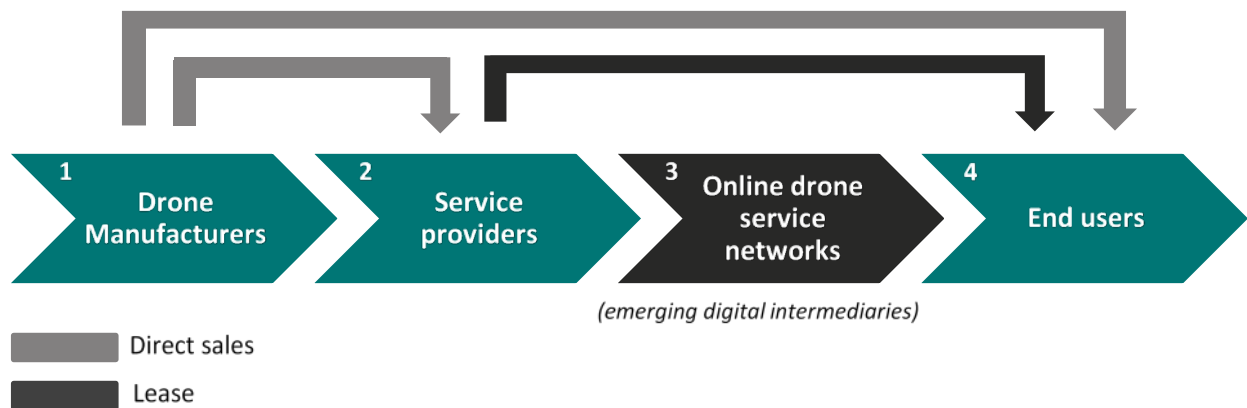 1
Drone
Manufacturers
2
Service
providers
3
Online drone
service
networks
4
End users
(emerging digital intermediaries)
Direct sales
Lease